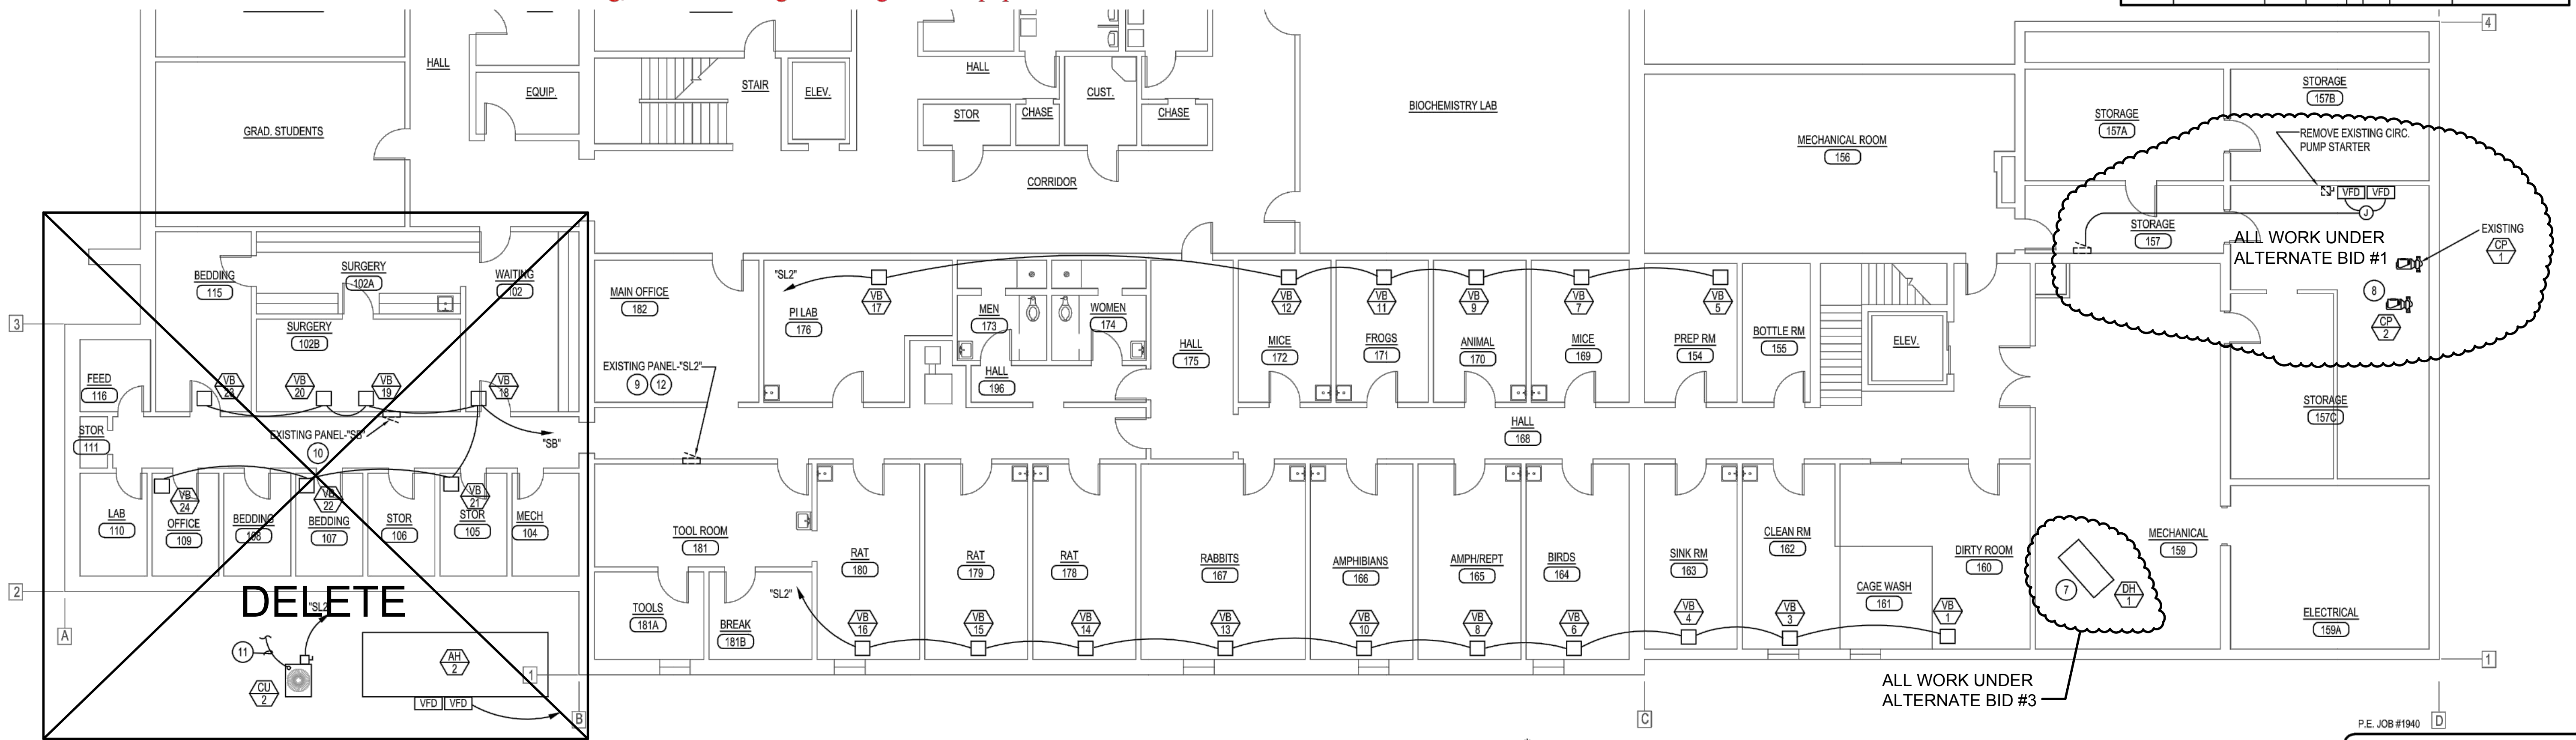 4
HALL
EQUIP.
STAIR
ELEV.
HALL
STOR
CHASE
CUST.
CHASE
CORRIDOR
GRAD. STUDENTS
BIOCHEMISTRY LAB
MECHANICAL ROOM
156
STORAGE
157A
STORAGE
157B
REMOVE EXISTING CIRC.
PUMP STARTER
VFD
VFD
J
STORAGE
157
ALL WORK UNDER
ALTERNATE BID #1
EXISTING
CP
1
8
CP
2
STORAGE
157C
3
BEDDING
115
SURGERY
102A
WAITING
102
SURGERY
102B
FEED
116
VB
23
VB
20
VB
19
VB
18
STOR
111
EXISTING PANEL-"SB"
10
"SB"
VB
24
VB
22
VB
21
LAB
110
OFFICE
109
BEDDING
108
BEDDING
107
STOR
106
STOR
105
MECH
104
2
A
DELETE
"SL2"
11
CU
2
AH
2
VFD
VFD
1
B
MAIN OFFICE
182
EXISTING PANEL-"SL2"
9
12
"SL2"
VB
17
PI LAB
176
MEN
173
WOMEN
174
HALL
196
HALL
175
VB
12
MICE
172
VB
11
FROGS
171
VB
9
ANIMAL
170
VB
7
MICE
169
VB
5
PREP RM
154
BOTTLE RM
155
ELEV.
HALL
168
TOOL ROOM
181
TOOLS
181A
BREAK
181B
"SL2"
RAT
180
VB
16
RAT
179
VB
15
RAT
178
VB
14
RABBITS
167
VB
13
AMPHIBIANS
166
VB
10
AMPH/REPT
165
VB
8
BIRDS
164
VB
6
SINK RM
163
VB
4
CLEAN RM
162
VB
3
CAGE WASH
161
DIRTY ROOM
160
VB
1
MECHANICAL
159
7
DH
1
ELECTRICAL
159A
1
ALL WORK UNDER
ALTERNATE BID #3
C
D
P.E. JOB #1940